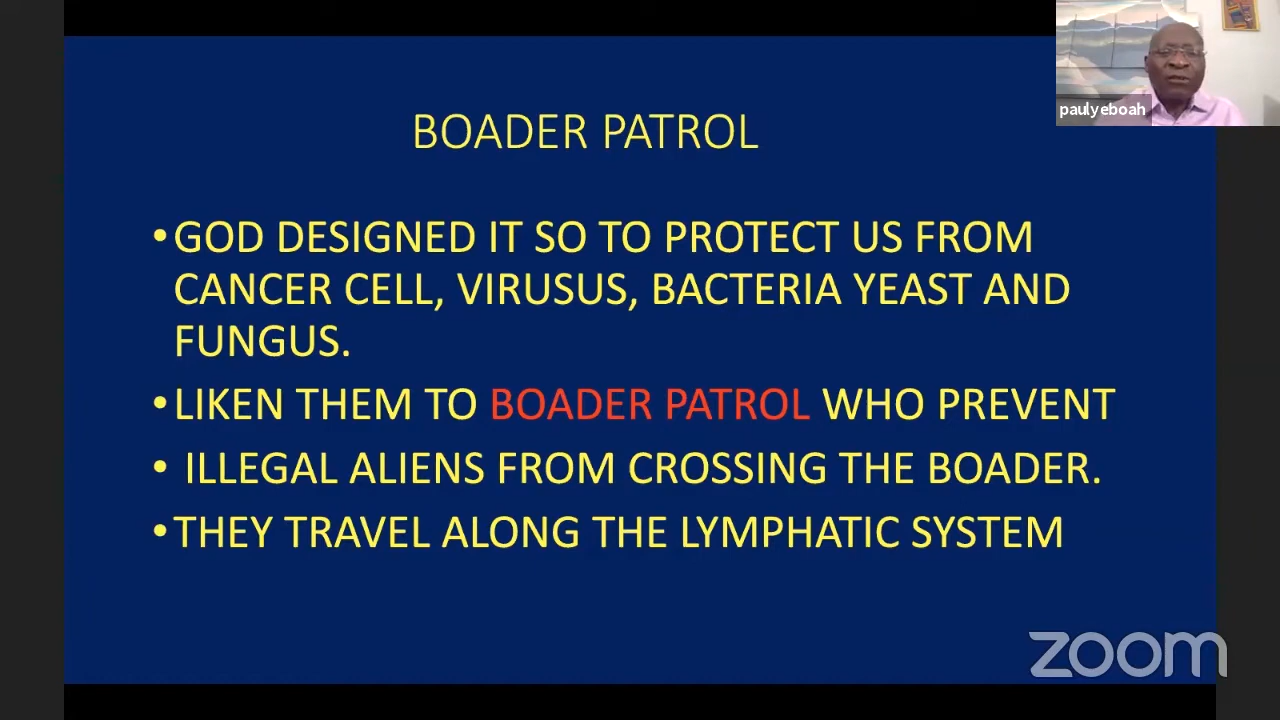 paulyeboah
BOADER PATROL
•GOD DESIGNED IT SO TO PROTECT US FROM
CANCER CELL, VIRUSUS, BACTERIA YEAST AND
FUNGUS.
•LIKEN THEM TO BOADER PATROL WHO PREVENT
• ILLEGAL ALIENS FROM CROSSING THE BOADER.
•THEY TRAVEL ALONG THE LYMPHATIC SYSTEM
zoom